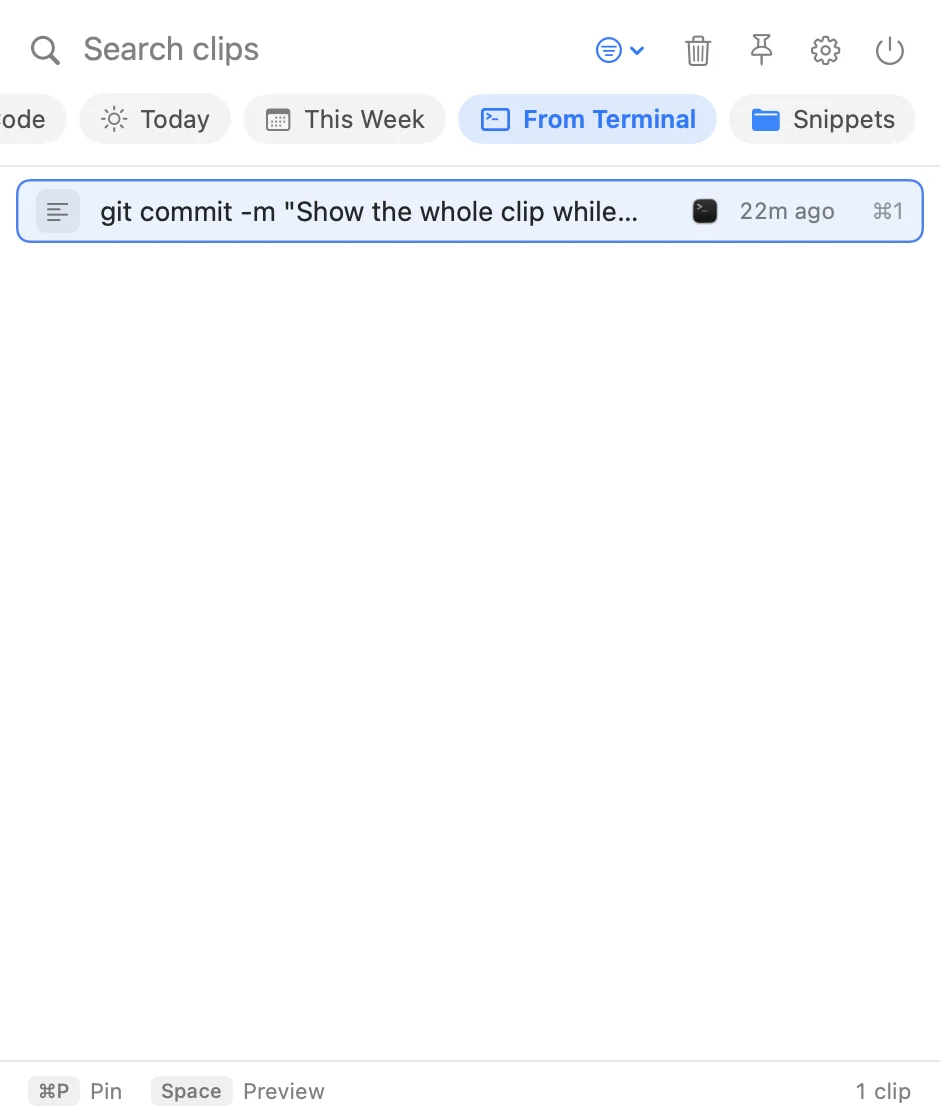 Search clips
ode Today This Week From Terminal Snippets
git commit -m "Show the whole clip while... 22m ago ⌘1
⌘P Pin Space Preview 1 clip